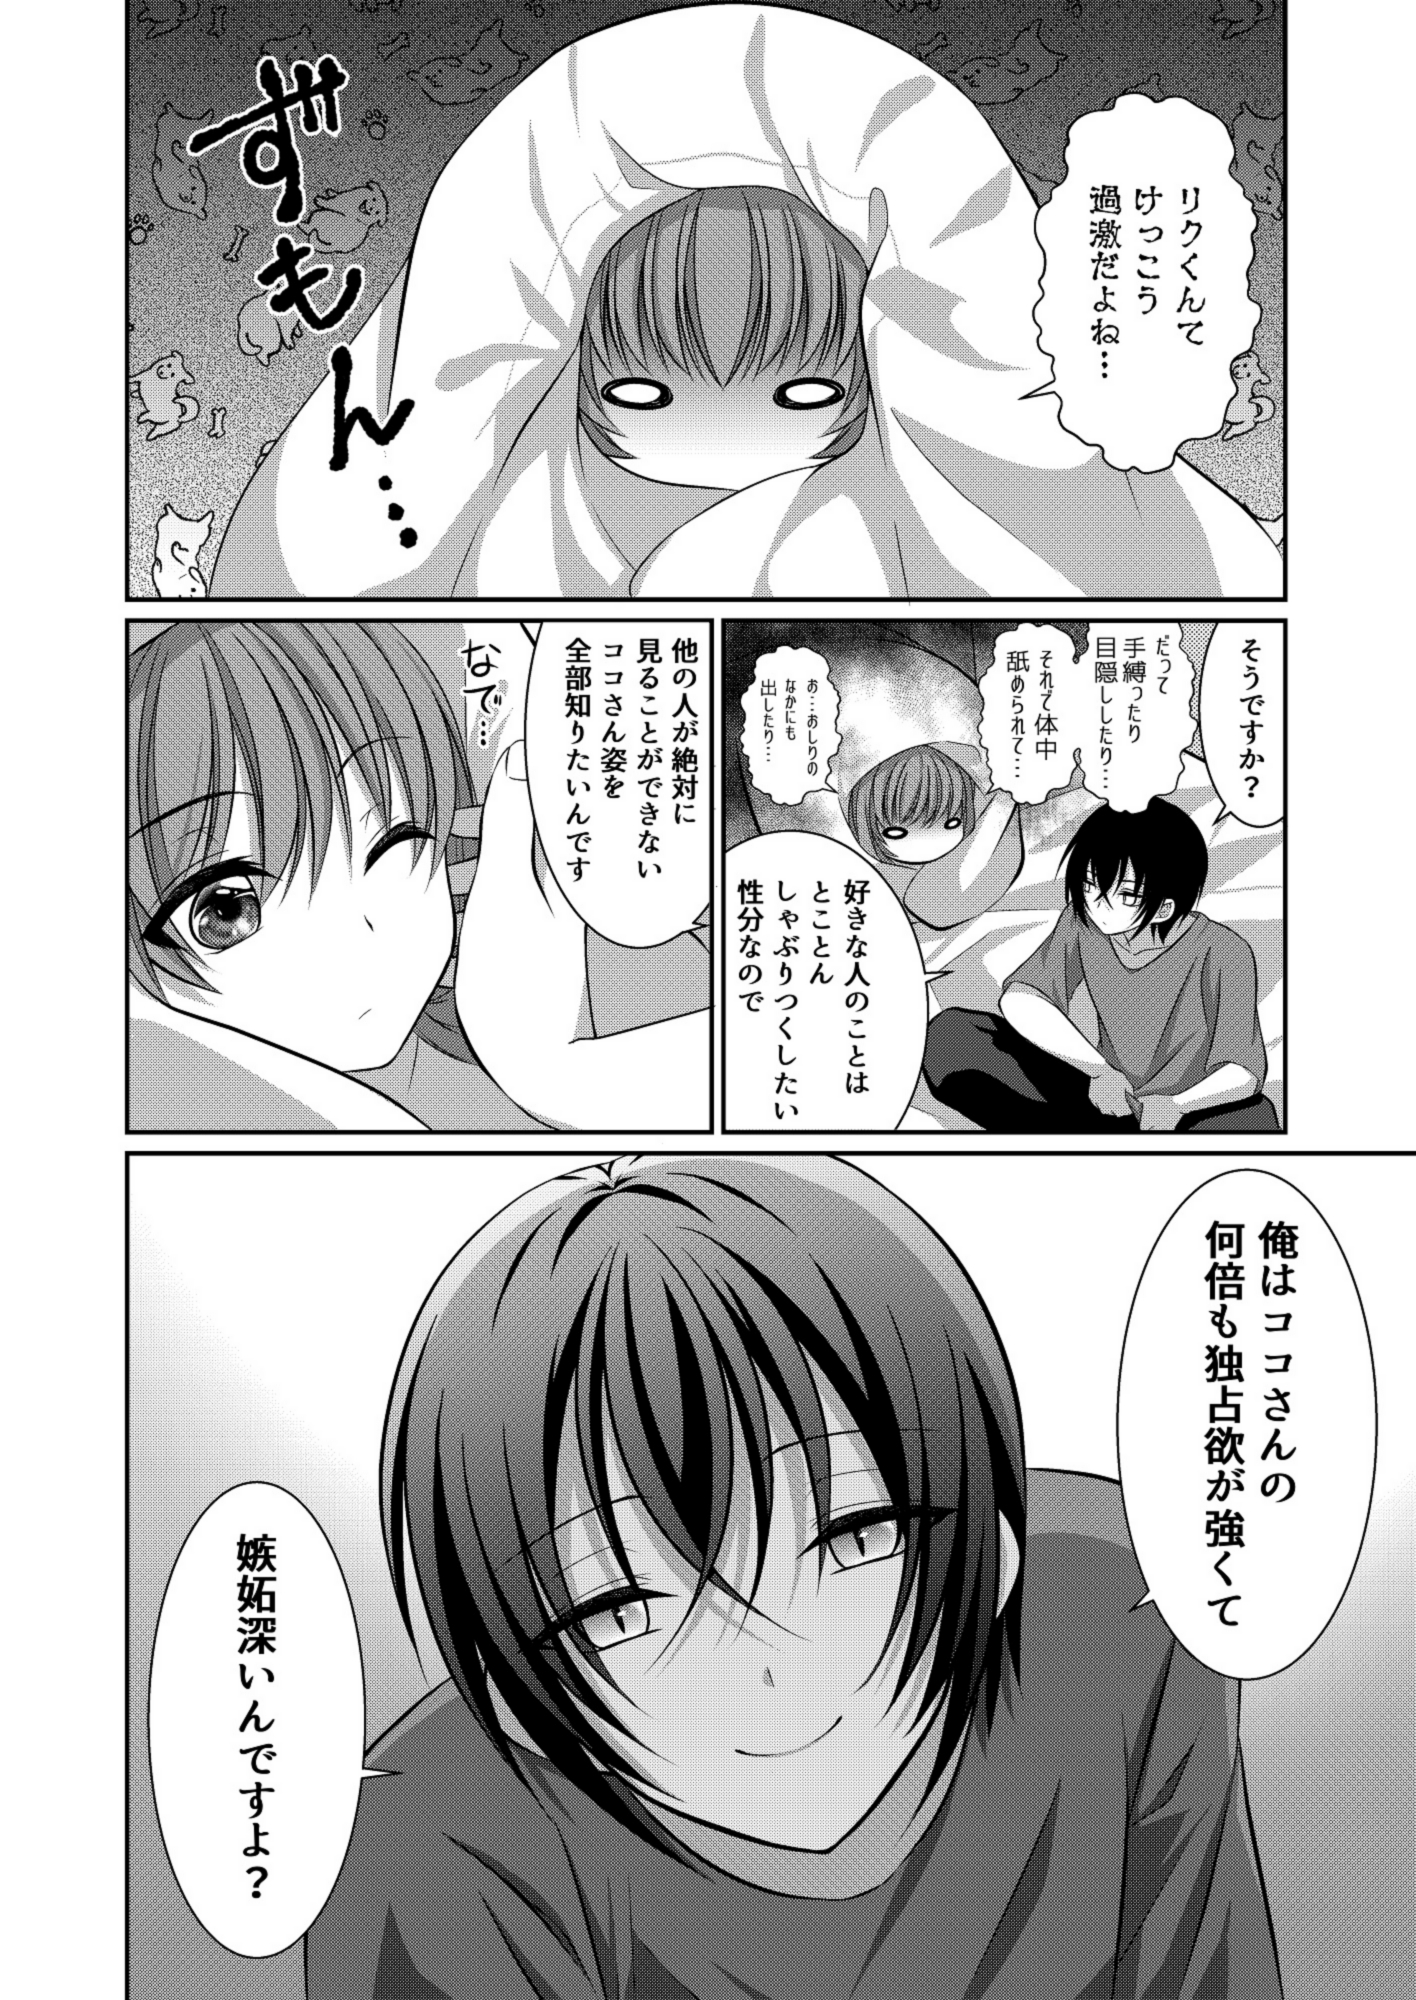 リクくんて
けっこう
過激だよね…
ずもん…
そうですか？
だって
手縛ったり
目隠ししたり…
それで体中
舐められて…
お…おしりの
なかにも
出したり…
好きな人のことは
とことん
しゃぶりつくしたい
性分なので
他の人が絶対に
見ることができない
ココさん姿を
全部知りたいんです
なで…
俺はココさんの
何倍も独占欲が強くて
嫉妬深いんですよ？